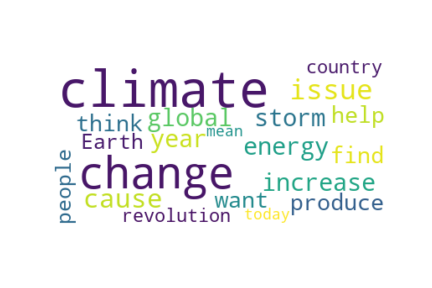 country
climate issue
think global storm help
mean
Earth year energy find
change increase
people cause want produce
revolution today